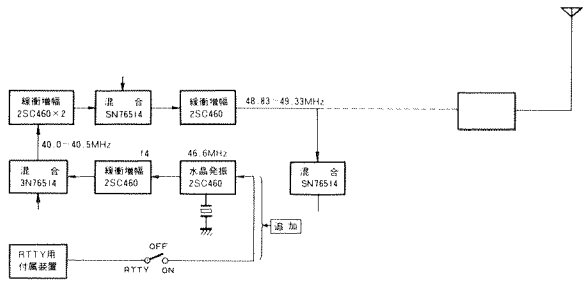 緩衝増幅
2SC460×2
混 合
SN76514
緩衝増幅
2SC460
48.83~49.33MHz
40.0~40.5MHz
f4
46.6MHz
混 合
3N76514
緩衝増幅
2SC460
水晶発振
2SC460
混 合
SN76514
追加
RTTY用
付属装置
OFF
RTTY
ON